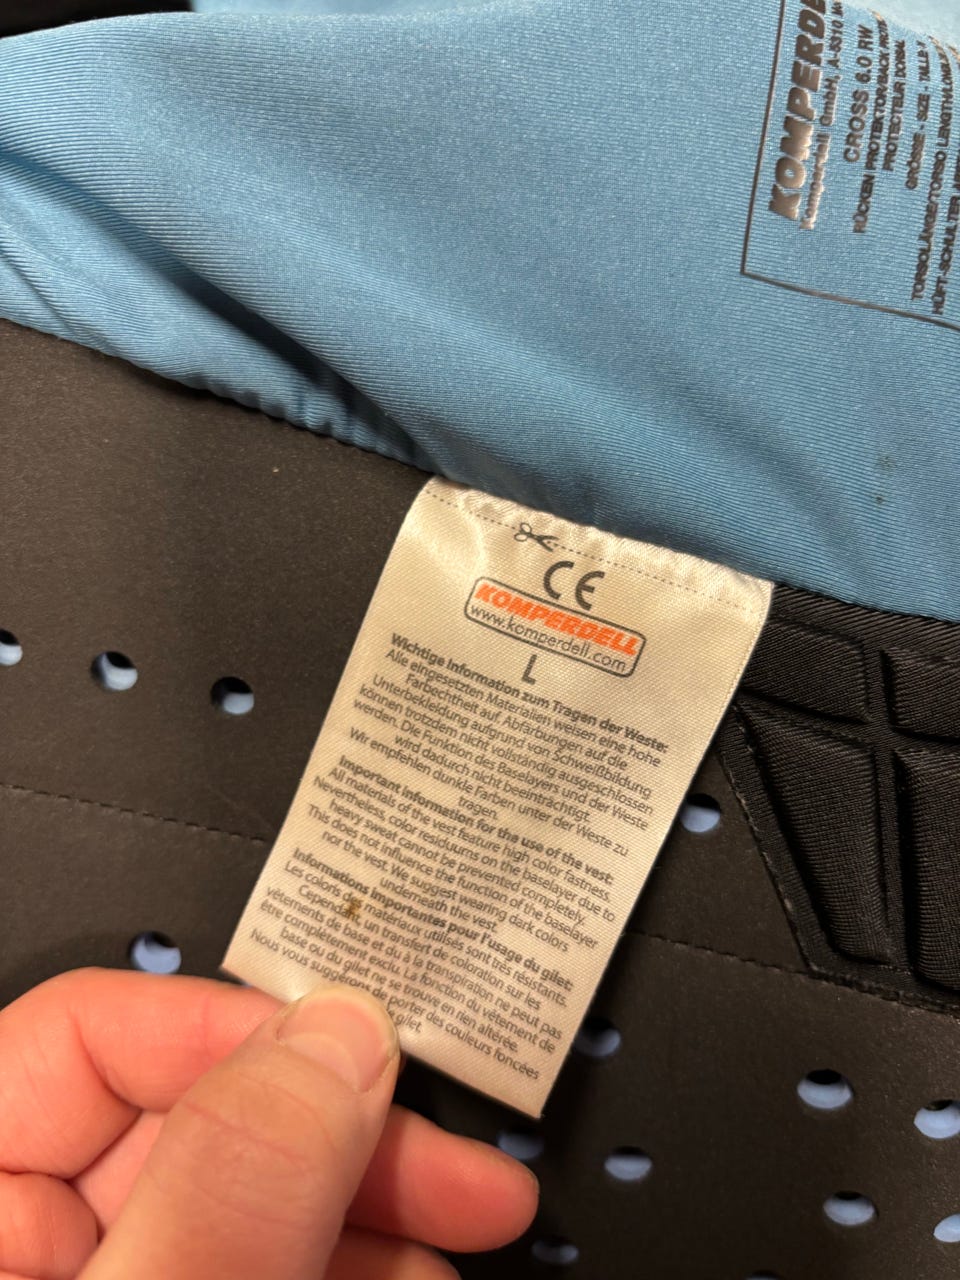 KOMPERDE
Komperdell GmbH, A-5310
CROSS 6.0 RW
RÜCKEN PROTEKTOR/BACK
PROTECTEUR DORSAL
GRÖSSE - SIZE - TAILLE
TORSOLÄNGE/TORSO LENGTH
HÜFT-SCHULTER
CE
KOMPERDELL
www.komperdell.com
L
Wichtige Information zum Tragen der Weste:
Alle eingesetzten Materialien weisen eine hohe
Farbechtheit auf. Abfärbungen auf die
Unterbekleidung aufgrund von Schweißbildung
können trotzdem nicht vollständig ausgeschlossen
werden. Die Funktion des Baselayers und der Weste
wird dadurch nicht beeinträchtigt.
Wir empfehlen dunkle Farben unter der Weste zu
tragen.
Important information for the use of the vest:
All materials of the vest feature high color fastness.
Nevertheless, color residuums on the baselayer due to
heavy sweat cannot be prevented completely.
This does not influence the function of the baselayer
nor the vest. We suggest wearing dark colors
underneath the vest.
Informations importantes pour l'usage du gilet:
Les coloris des matériaux utilisés sont très résistants.
Cependant un transfert de coloration sur les
vêtements de base et dû à la transpiration ne peut pas
être complètement exclu. La fonction du vêtement de
base ou du gilet ne se trouve en rien altérée.
Nous vous suggérons de porter des couleurs foncées
le gilet